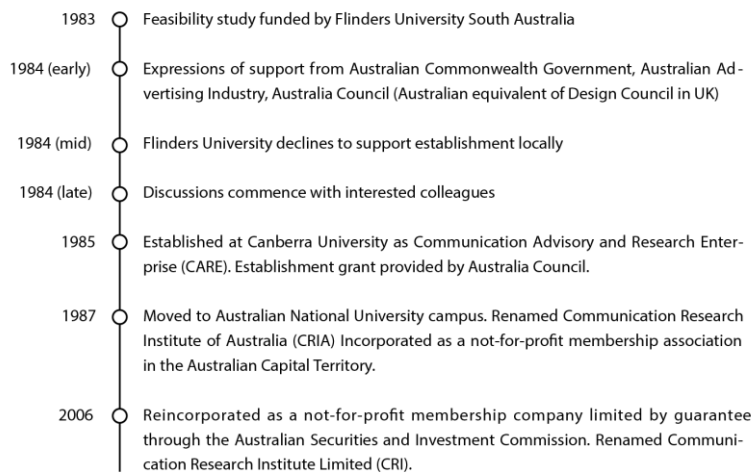 1983 Feasibility study funded by Flinders University South Australia
1984 (early) Expressions of support from Australian Commonwealth Government, Australian Ad-
vertising Industry, Australia Council (Australian equivalent of Design Council in UK)
1984 (mid) Flinders University declines to support establishment locally
1984 (late) Discussions commence with interested colleagues
1985 Established at Canberra University as Communication Advisory and Research Enter-
prise (CARE). Establishment grant provided by Australia Council.
1987 Moved to Australian National University campus. Renamed Communication Research
Institute of Australia (CRIA) Incorporated as a not-for-profit membership association
in the Australian Capital Territory.
2006 Reincorporated as a not-for-profit membership company limited by guarantee
through the Australian Securities and Investment Commission. Renamed Communi-
cation Research Institute Limited (CRI).